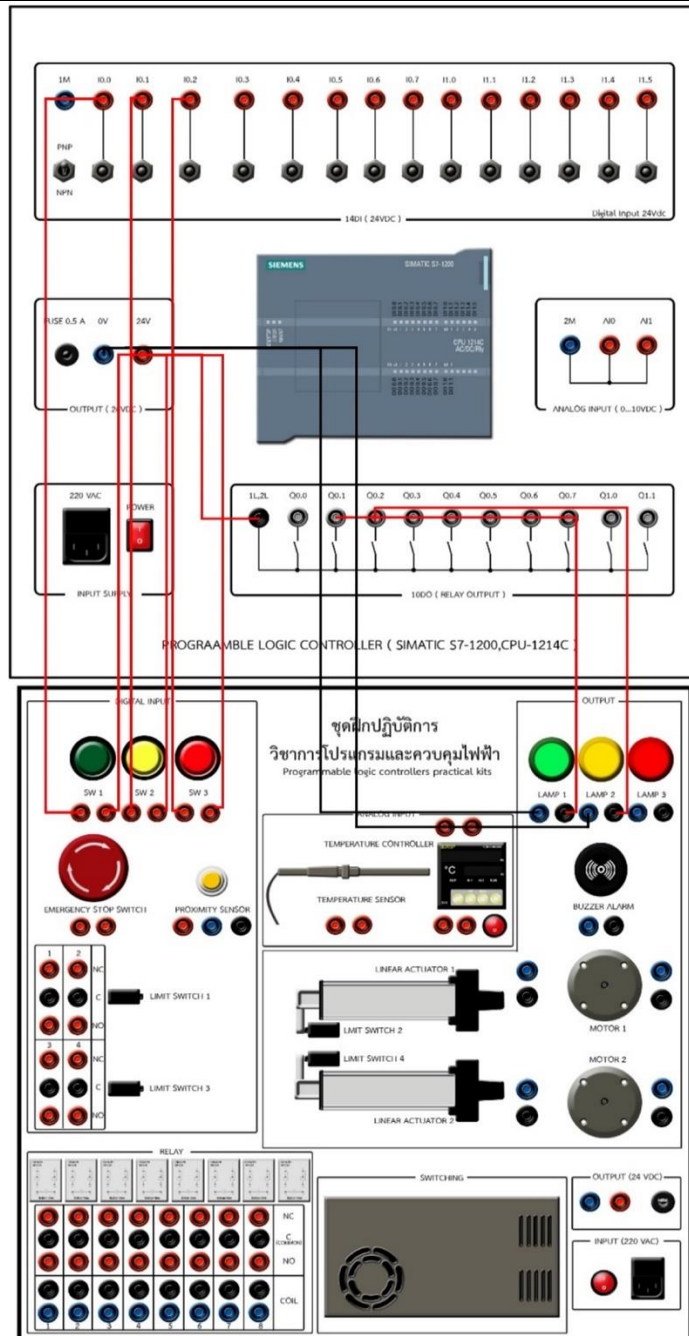 1M I0.0 I0.1 I0.2 I0.3 I0.4 I0.5 I0.6 I0.7 I1.0 I1.1 I1.2 I1.3 I1.4 I1.5
PNP
NPN
14DI ( 24VDC )
Digital Input 24Vdc
SIEMENS SIMATIC S7-1200
CPU 1214C
AC/DC/Rly
FUSE 0.5 A 0V 24V
OUTPUT ( 24VDC )
2M AI0 AI1
ANALOG INPUT ( 0...10VDC )
220 VAC
POWER
INPUT SUPPLY
1L,2L Q0.0 Q0.1 Q0.2 Q0.3 Q0.4 Q0.5 Q0.6 Q0.7 Q1.0 Q1.1
10DO ( RELAY OUTPUT )
PROGRAAMBLE LOGIC CONTROLLER ( SIMATIC S7-1200,CPU-1214C )
DIGITAL INPUT
OUTPUT
ชุดฝึกปฏิบัติการ
วิชาการโปรแกรมและควบคุมไฟฟ้า
Programmable logic controllers practical kits
SW 1 SW 2 SW 3
LAMP 1 LAMP 2 LAMP 3
ANALOG INPUT
TEMPERATURE CONTROLLER
°C
TEMPERATURE SENSOR
EMERGENCY STOP SWITCH
PROXIMITY SENSOR
BUZZER ALARM
1 2
NC
C
NO
LIMIT SWITCH 1
3 4
NC
C
NO
LIMIT SWITCH 3
LINEAR ACTUATOR 1
LMIT SWITCH 2
LIMIT SWITCH 4
LINEAR ACTUATOR 2
MOTOR 1
MOTOR 2
RELAY
NC
C
(COMMON)
NO
COIL
1 2 3 4 5 6 7 8
SWITCHING
OUTPUT (24 VDC)
INPUT (220 VAC)